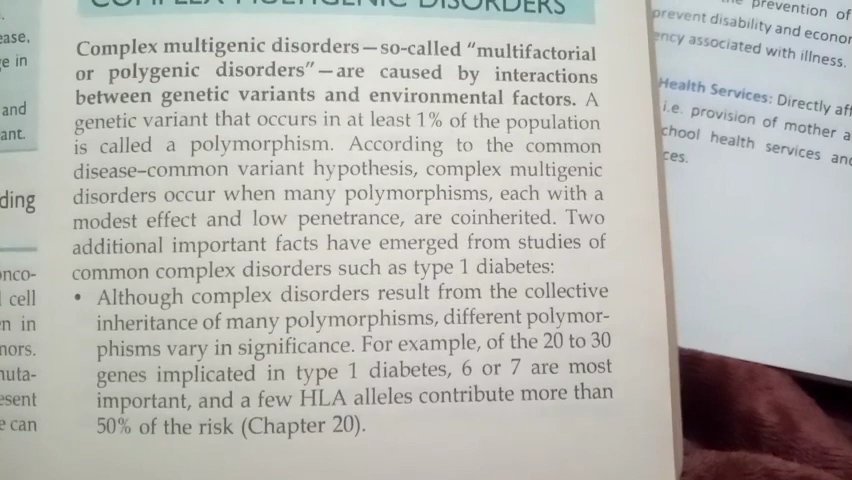 COMPLEX MULTIGENIC DISORDERS
Complex multigenic disorders—so-called “multifactorial
or polygenic disorders”—are caused by interactions
between genetic variants and environmental factors. A
genetic variant that occurs in at least 1% of the population
is called a polymorphism. According to the common
disease–common variant hypothesis, complex multigenic
disorders occur when many polymorphisms, each with a
modest effect and low penetrance, are coinherited. Two
additional important facts have emerged from studies of
common complex disorders such as type 1 diabetes:
• Although complex disorders result from the collective
inheritance of many polymorphisms, different polymor-
phisms vary in significance. For example, of the 20 to 30
genes implicated in type 1 diabetes, 6 or 7 are most
important, and a few HLA alleles contribute more than
50% of the risk (Chapter 20).
ease,
e in
and
ant.
ding
onco-
cell
en in
nors.
nuta-
esent
e can
prevention of
prevent disability and econor
ency associated with illness.
Health Services: Directly aff
i.e. provision of mother a
chool health services and
ces.